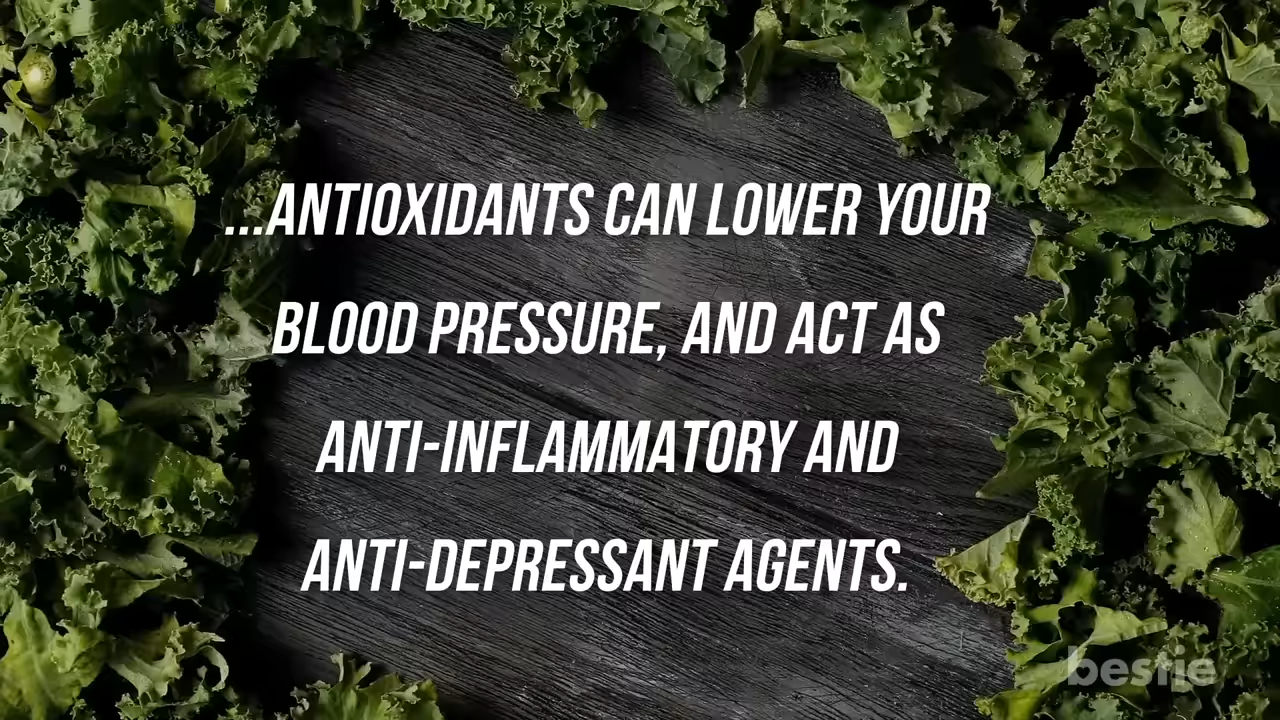 ...ANTIOXIDANTS CAN LOWER YOUR
BLOOD PRESSURE, AND ACT AS
ANTI-INFLAMMATORY AND
ANTI-DEPRESSANT AGENTS.
bestie